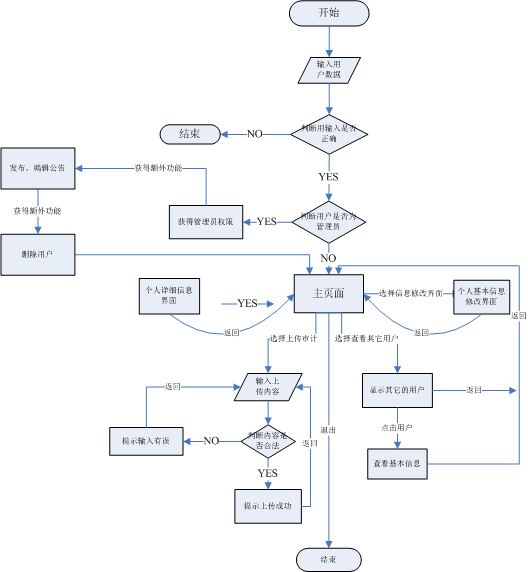 开始
输入用
户数据
判断用输入是否
正确
NO
结束
YES
发布、编辑公告
获得额外功能
获得额外功能
获得管理员权限
YES
判断用户是否为
管理员
NO
删除用户
个人详细信息
界面
YES
主页面
选择信息修改界面
个人基本信息
修改界面
返回
返回
返回
选择上传审计
选择查看其它用户
返回
输入上
传内容
显示其它的用户
返回
提示输入有误
NO
判断内容是
否合法
返回
退出
点击用户
YES
查看基本信息
提示上传成功
结束